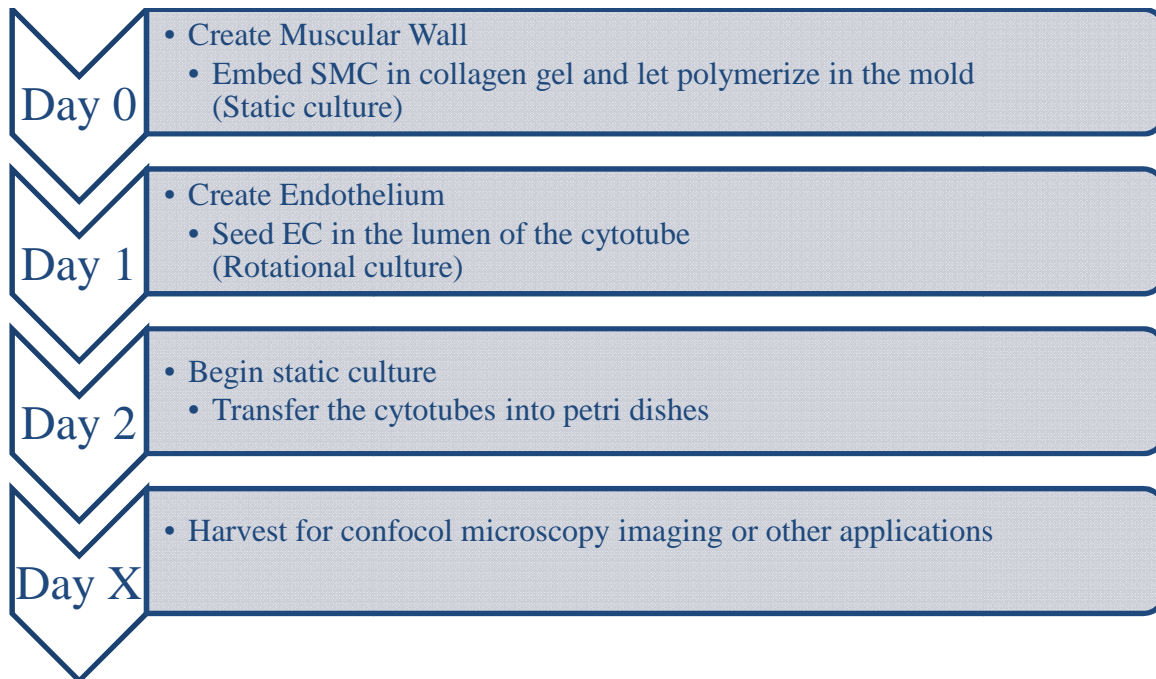 Day 0
• Create Muscular Wall
• Embed SMC in collagen gel and let polymerize in the mold
(Static culture)
Day 1
• Create Endothelium
• Seed EC in the lumen of the cytotube
(Rotational culture)
Day 2
• Begin static culture
• Transfer the cytotubes into petri dishes
Day X
• Harvest for confocol microscopy imaging or other applications